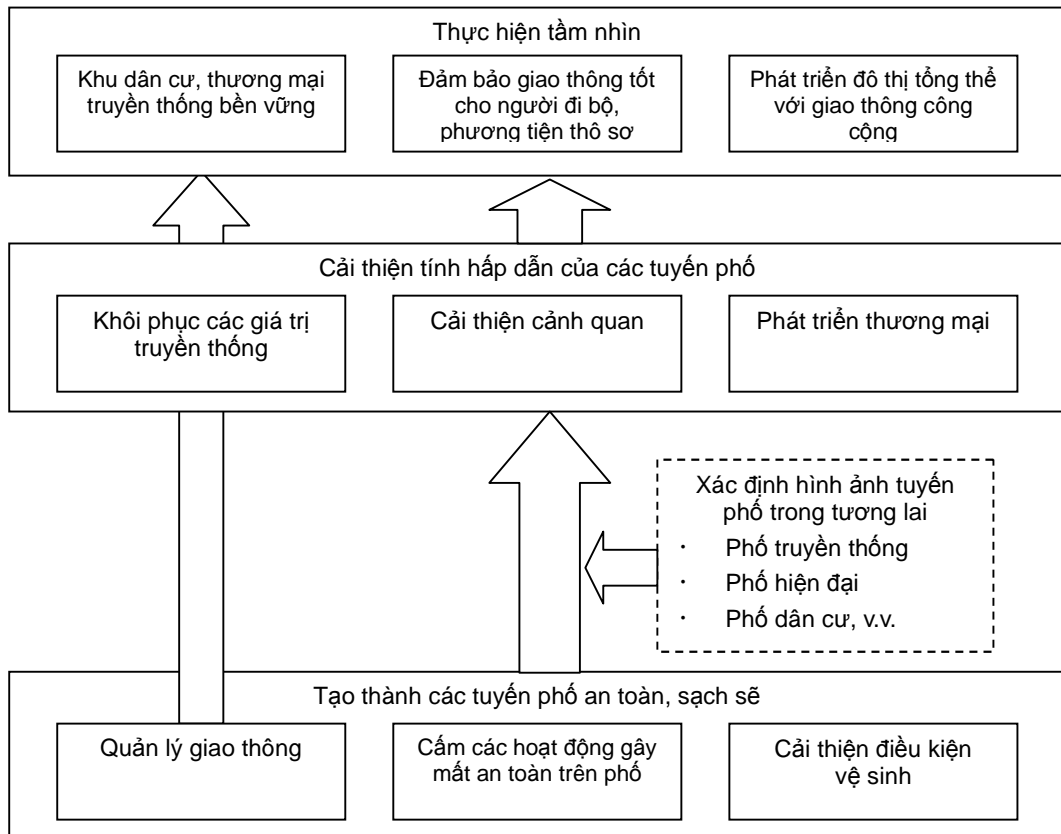 Thực hiện tầm nhìn
Khu dân cư, thương mại
truyền thống bền vững
Đảm bảo giao thông tốt
cho người đi bộ,
phương tiện thô sơ
Phát triển đô thị tổng thể
với giao thông công
cộng
Cải thiện tính hấp dẫn của các tuyến phố
Khôi phục các giá trị
truyền thống
Cải thiện cảnh quan
Phát triển thương mại
Xác định hình ảnh tuyến
phố trong tương lai
・ Phố truyền thống
・ Phố hiện đại
・ Phố dân cư, v.v.
Tạo thành các tuyến phố an toàn, sạch sẽ
Quản lý giao thông
Cấm các hoạt động gây
mất an toàn trên phố
Cải thiện điều kiện
vệ sinh